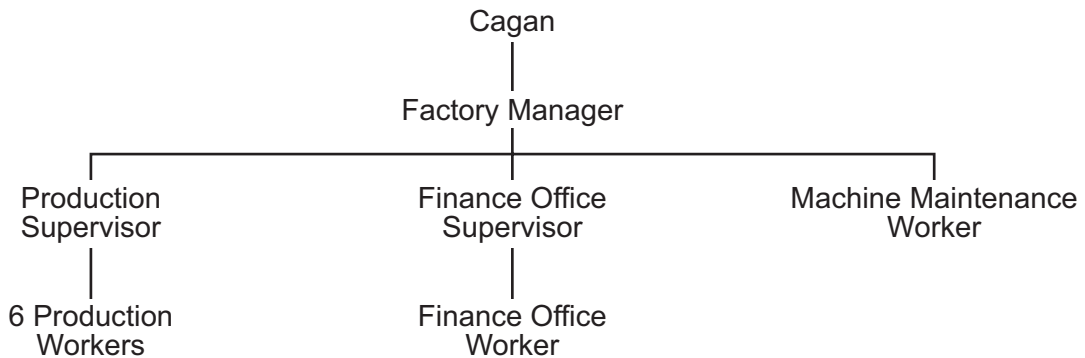 Cagan
Factory Manager
Production
Supervisor
Finance Office
Supervisor
Machine Maintenance
Worker
6 Production
Workers
Finance Office
Worker